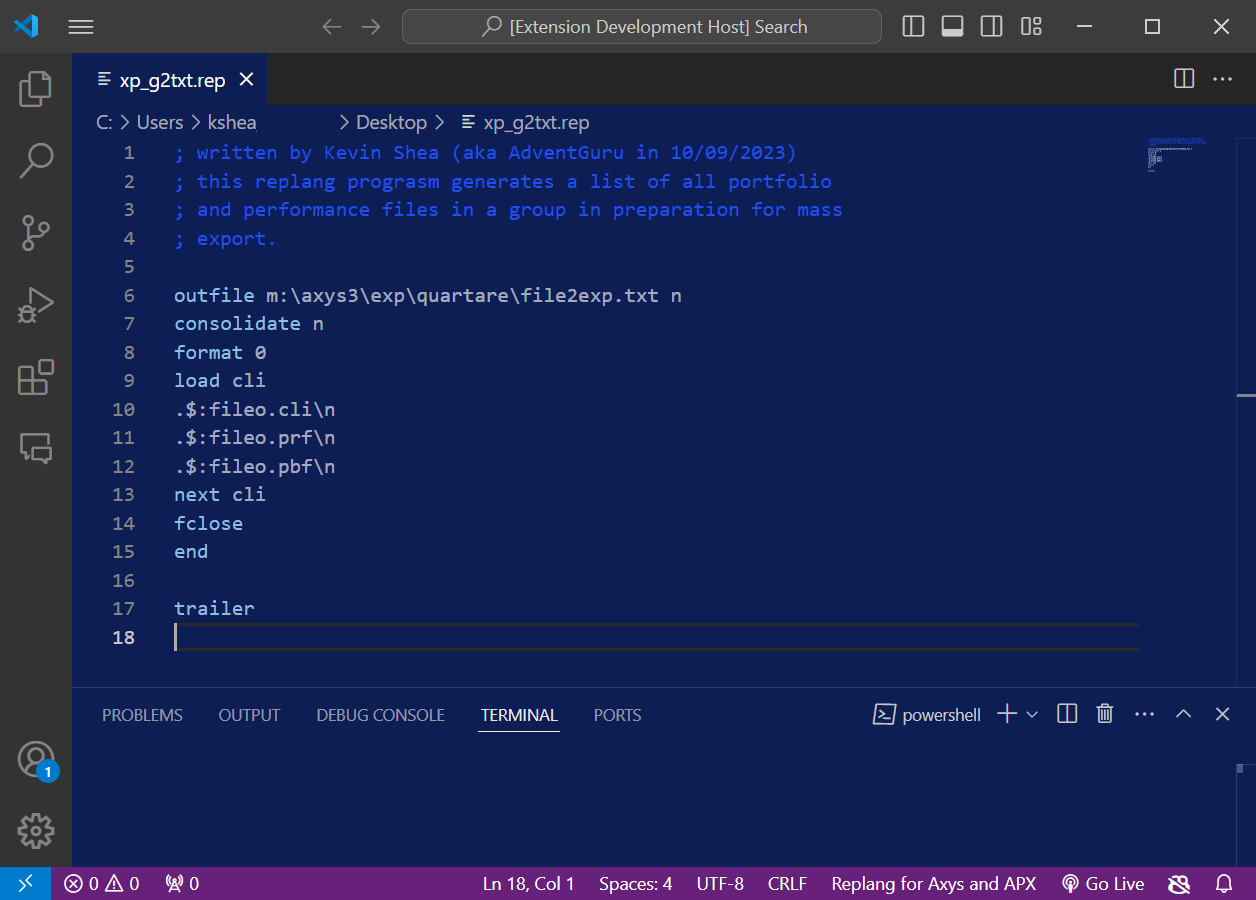 [Extension Development Host] Search
xp_g2txt.rep
C: > Users > kshea > Desktop > xp_g2txt.rep
1 ; written by Kevin Shea (aka AdventGuru in 10/09/2023)
2 ; this replang prograsm generates a list of all portfolio
3 ; and performance files in a group in preparation for mass
4 ; export.
5
6 outfile m:\axys3\exp\quartare\file2exp.txt n
7 consolidate n
8 format 0
9 load cli
10 .$:fileo.cli\n
11 .$:fileo.prf\n
12 .$:fileo.pbf\n
13 next cli
14 fclose
15 end
16
17 trailer
18
PROBLEMS OUTPUT DEBUG CONSOLE TERMINAL PORTS powershell
1
0 0 0 Ln 18, Col 1 Spaces: 4 UTF-8 CRLF Replang for Axys and APX Go Live